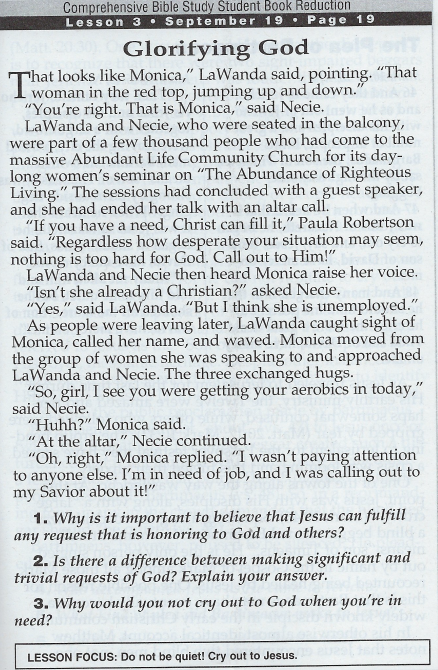 Comprehensive Bible Study Student Book Reduction
Lesson 3 • September 19 • Page 19
Glorifying God
That looks like Monica," LaWanda said, pointing. "That
woman in the red top, jumping up and down."
"You're right. That is Monica," said Necie.
LaWanda and Necie, who were seated in the balcony,
were part of a few thousand people who had come to the
massive Abundant Life Community Church for its day-
long women's seminar on "The Abundance of Righteous
Living." The sessions had concluded with a guest speaker,
and she had ended her talk with an altar call.
"If you have a need, Christ can fill it," Paula Robertson
said. "Regardless how desperate your situation may seem,
nothing is too hard for God. Call out to Him!"
LaWanda and Necie then heard Monica raise her voice.
"Isn't she already a Christian?" asked Necie.
"Yes," said LaWanda. "But I think she is unemployed."
As people were leaving later, LaWanda caught sight of
Monica, called her name, and waved. Monica moved from
the group of women she was speaking to and approached
LaWanda and Necie. The three exchanged hugs.
"So, girl, I see you were getting your aerobics in today,"
said Necie.
"Huhh?" Monica said.
"At the altar," Necie continued.
"Oh, right," Monica replied. "I wasn't paying attention
to anyone else. I'm in need of job, and I was calling out to
my Savior about it!"
1. Why is it important to believe that Jesus can fulfill
any request that is honoring to God and others?
2. Is there a difference between making significant and
trivial requests of God? Explain your answer.
3. Why would you not cry out to God when you're in
need?
LESSON FOCUS: Do not be quiet! Cry out to Jesus.